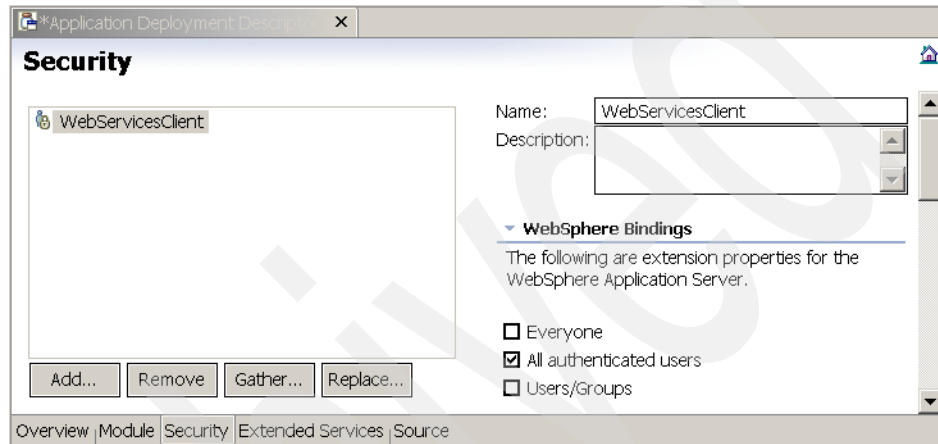 *Application Deployment Descriptor
Security
WebServicesClient
Name: WebServicesClient
Description:
WebSphere Bindings
The following are extension properties for the
WebSphere Application Server.
Everyone
All authenticated users
Users/Groups
Add... Remove Gather... Replace...
Overview Module Security Extended Services Source